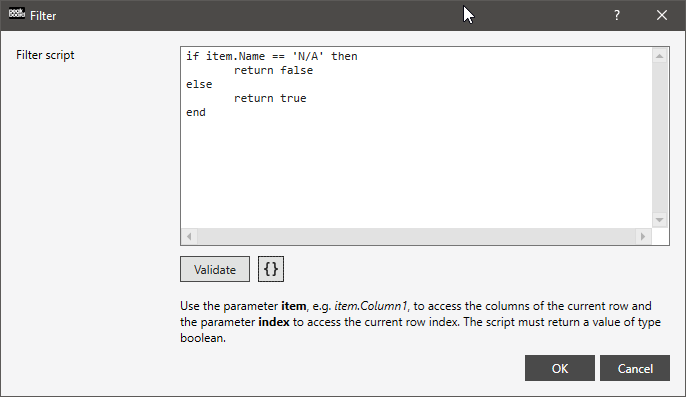 peak
board
Filter
?
Filter script
if item.Name == 'N/A' then
return false
else
return true
end
Validate
{}
Use the parameter item, e.g. item.Column1, to access the columns of the current row and
the parameter index to access the current row index. The script must return a value of type
boolean.
OK
Cancel